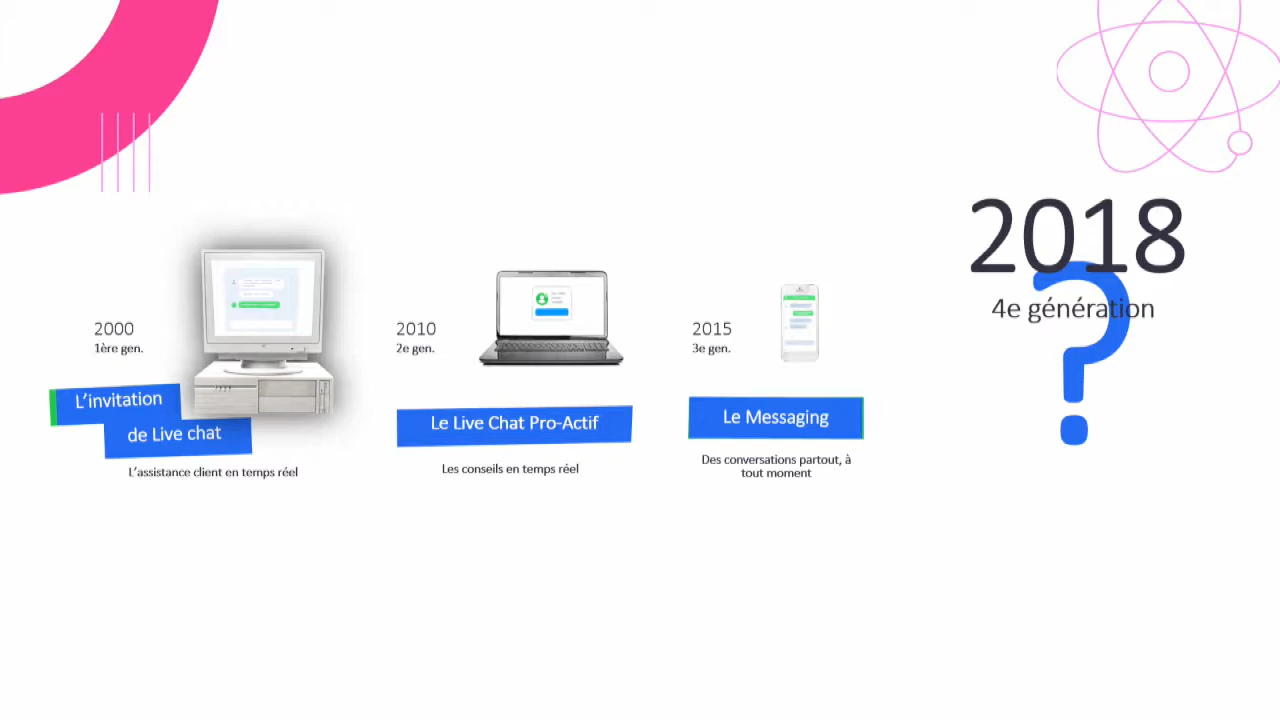 2000
1ère gen.
L'invitation
de Live chat
L'assistance client en temps réel
2010
2e gen.
Le Live Chat Pro-Actif
Les conseils en temps réel
2015
3e gen.
Le Messaging
Des conversations partout, à
tout moment
2018
4e génération
?